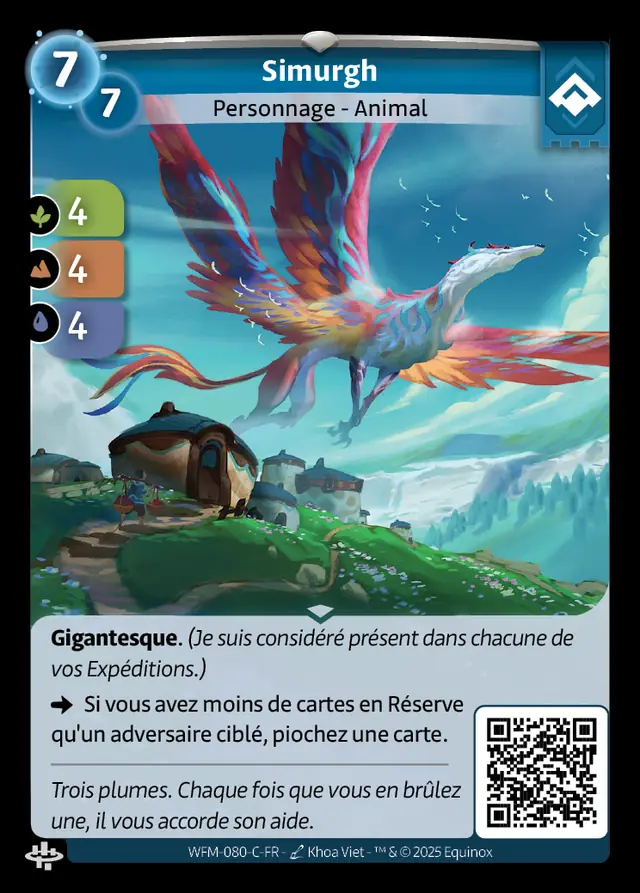 7
7
Simurgh
Personnage - Animal
4
4
4
Gigantesque. (Je suis considéré présent dans chacune de
vos Expéditions.)
Si vous avez moins de cartes en Réserve
qu'un adversaire ciblé, piochez une carte.
Trois plumes. Chaque fois que vous en brûlez
une, il vous accorde son aide.
WFM-080-C-FR - Khoa Viet - ™ & © 2025 Equinox